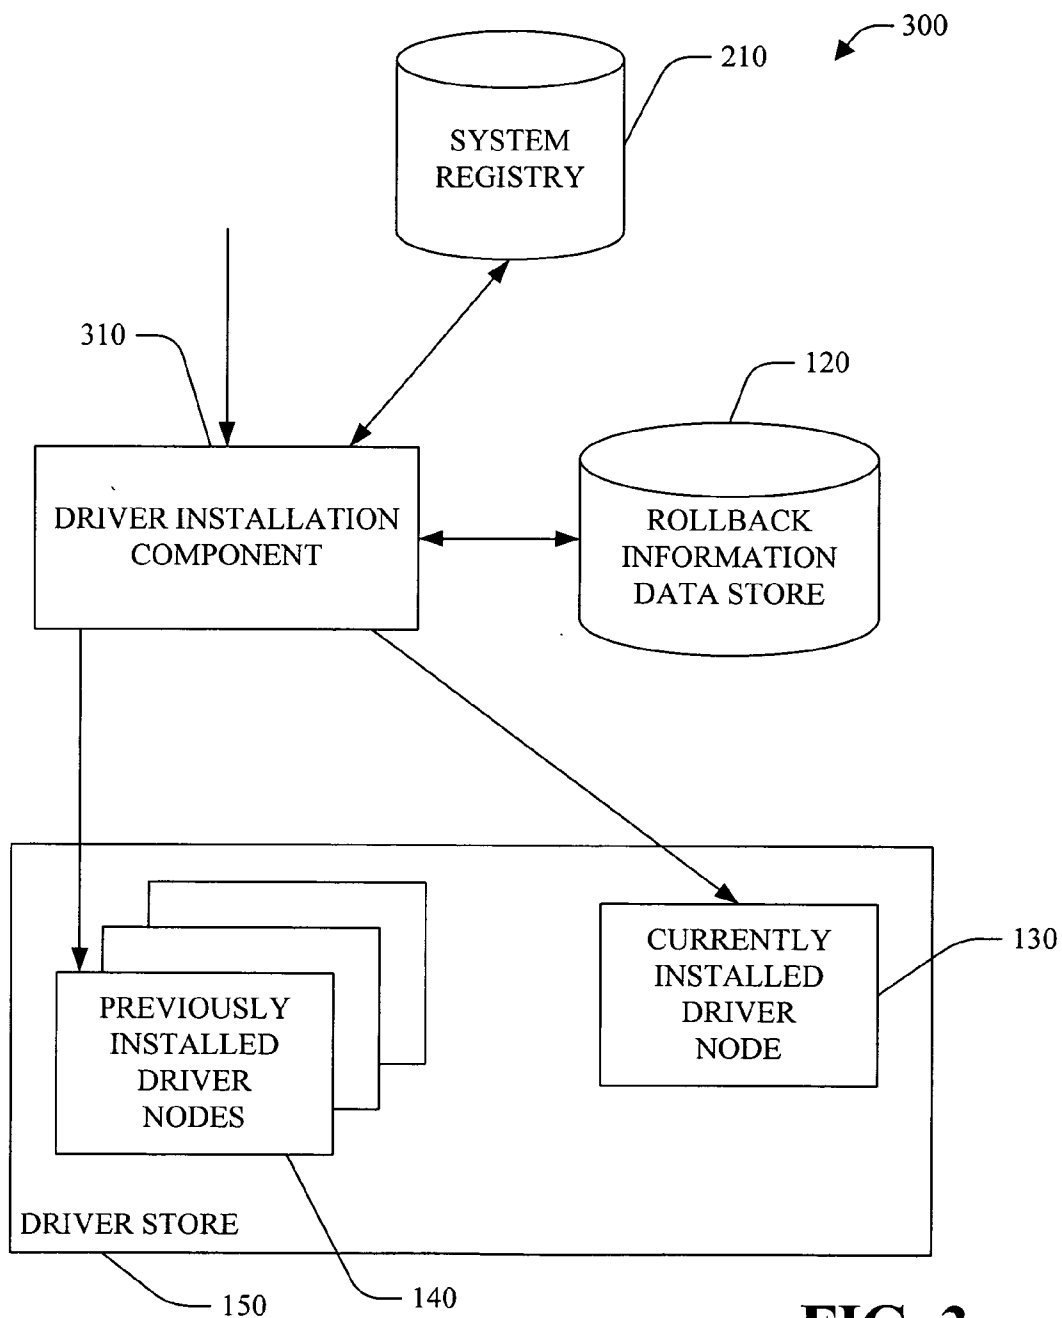 300
210
SYSTEM
REGISTRY
310
120
DRIVER INSTALLATION
COMPONENT
ROLLBACK
INFORMATION
DATA STORE
CURRENTLY
INSTALLED
DRIVER
NODE
130
PREVIOUSLY
INSTALLED
DRIVER
NODES
DRIVER STORE
150
140
FIG.